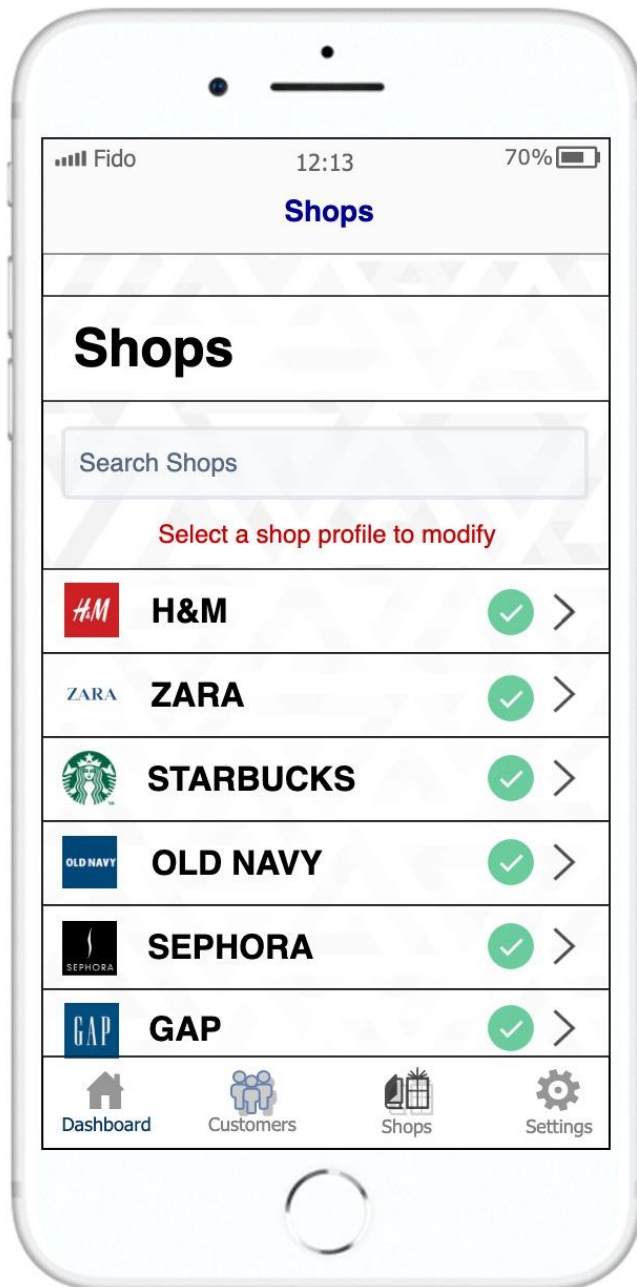 Fido 12:13 70%
Shops
Shops
Search Shops
Select a shop profile to modify
H&M H&M
ZARA ZARA
STARBUCKS
OLD NAVY OLD NAVY
SEPHORA SEPHORA
GAP GAP
Dashboard Customers Shops Settings